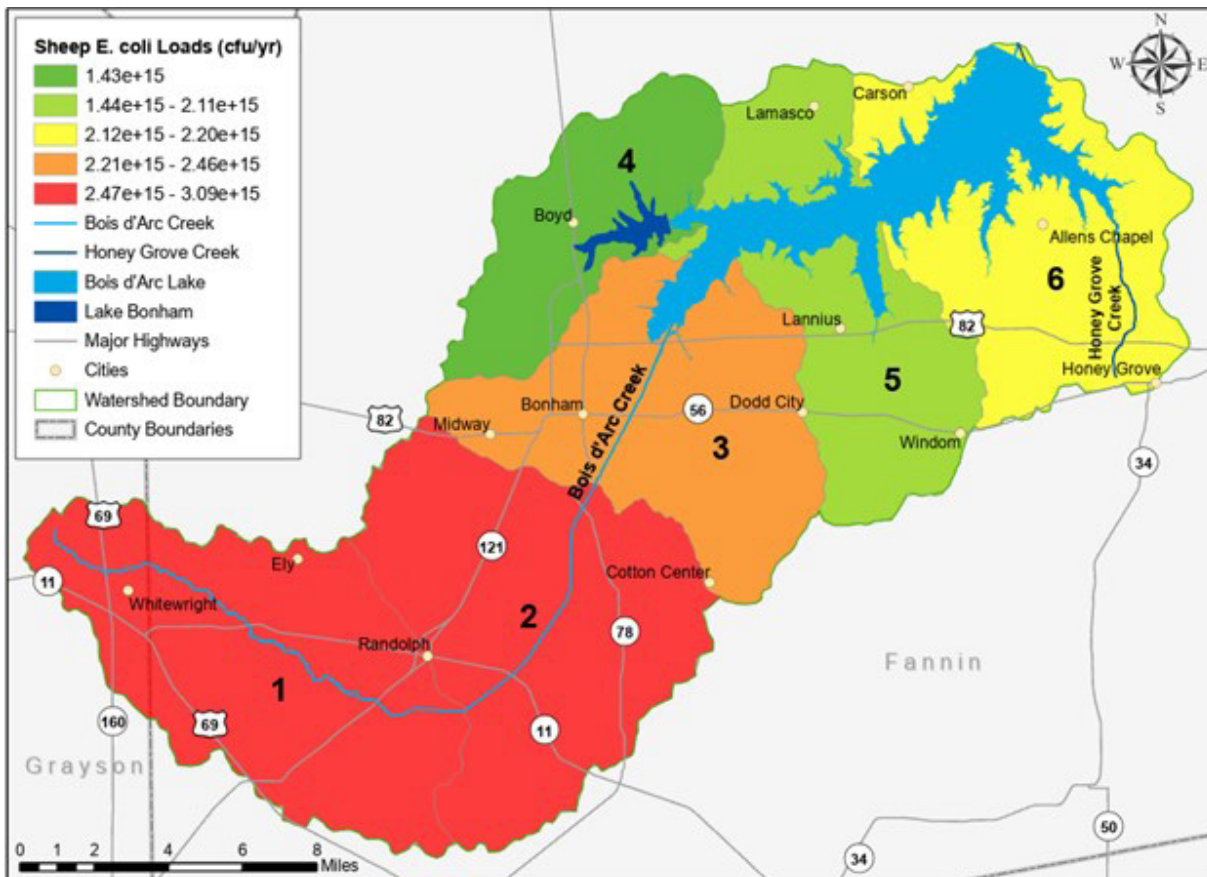 Sheep E. coli Loads (cfu/yr)
1.43e+15
1.44e+15 - 2.11e+15
2.12e+15 - 2.20e+15
2.21e+15 - 2.46e+15
2.47e+15 - 3.09e+15
Bois d'Arc Creek
Honey Grove Creek
Bois d'Arc Lake
Lake Bonham
Major Highways
Cities
Watershed Boundary
County Boundaries
N
W E
S
Carson
Lamasco
4
Boyd
Allens Chapel
6
Honey Grove
Creek
Lannius
82
Honey Grove
5
Bois d'Arc Creek
82
Bonham
56
Dodd City
Midway
3
Windom
34
69
121
Ely
Cotton Center
11
Whitewright
2
78
Randolph
Fannin
1
160
69
11
Grayson
50
34
0 1 2 4 6 8
Miles